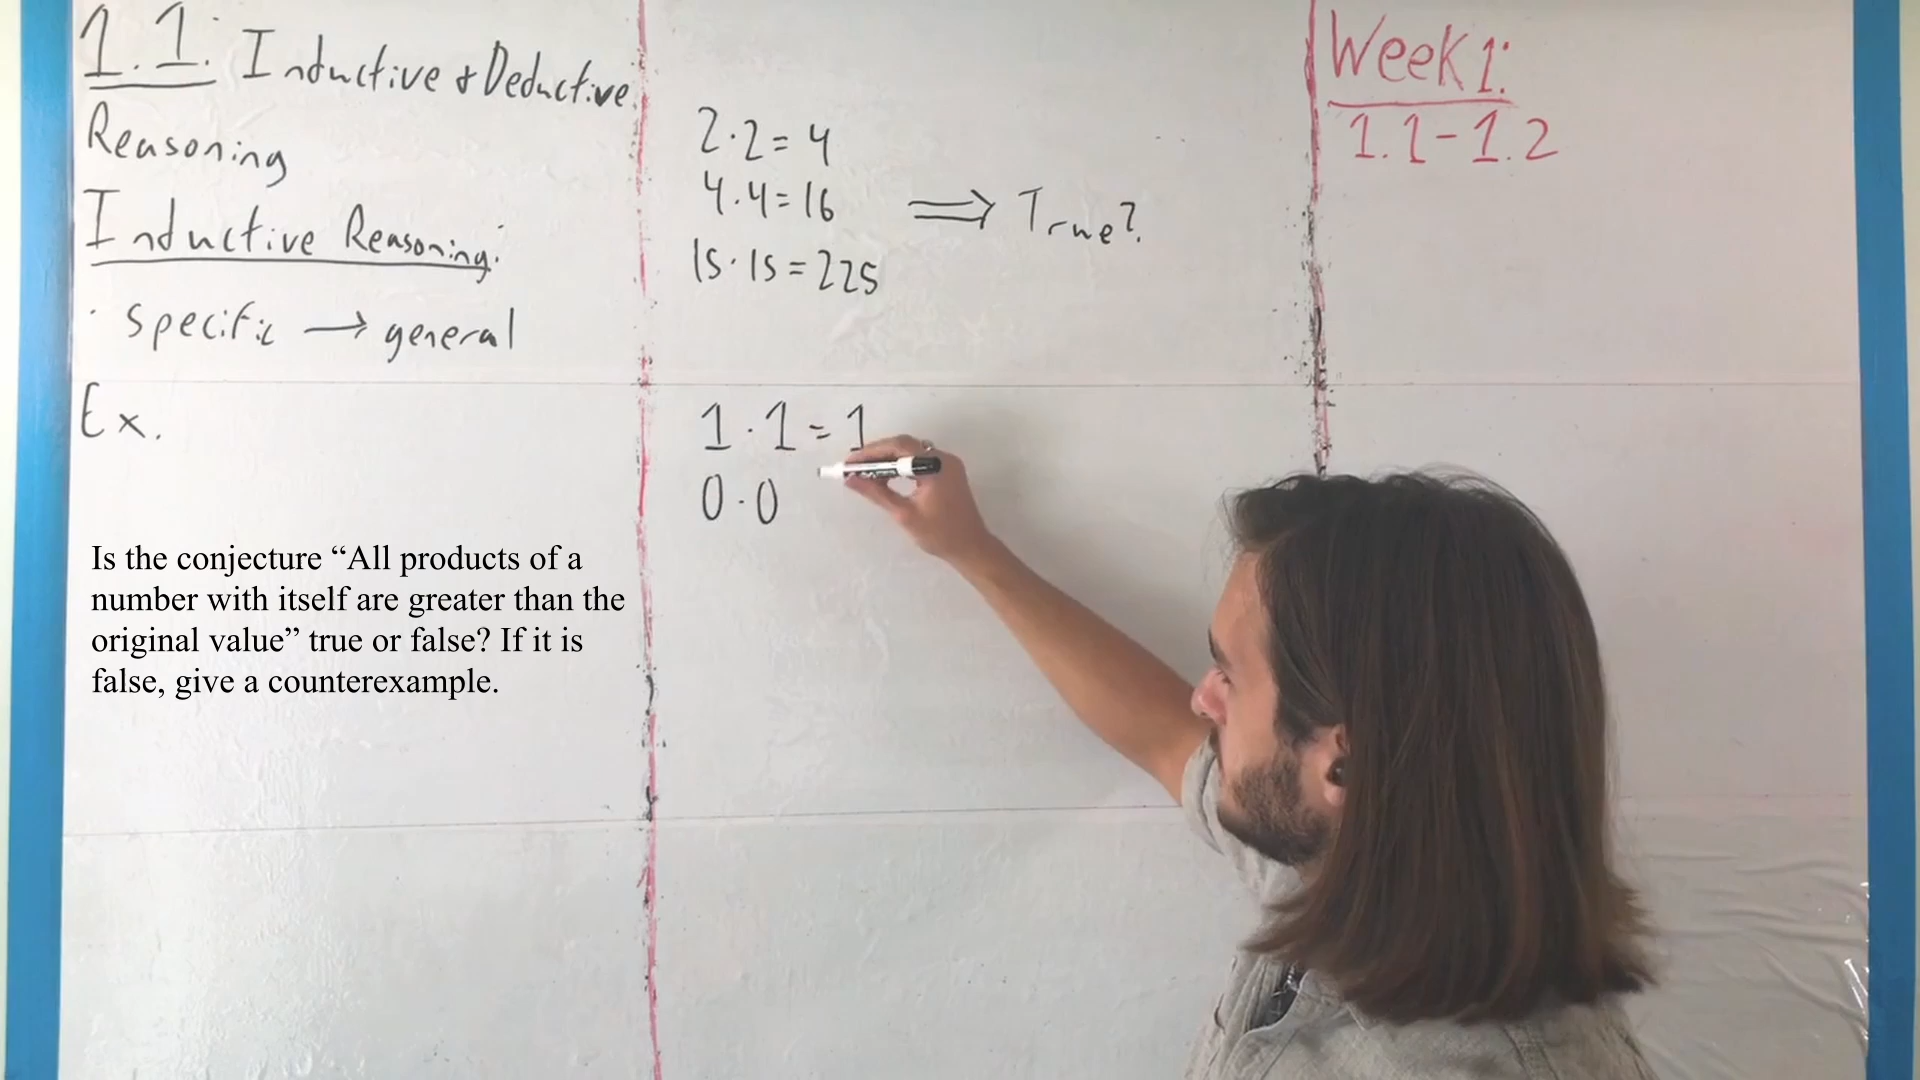 1.1: Inductive & Deductive
Reasoning
Inductive Reasoning:
· specific → general
Ex.
Is the conjecture “All products of a
number with itself are greater than the
original value” true or false? If it is
false, give a counterexample.
2·2=4
4·4=16 ⟹ True?
15·15=225
1·1=1
0·0
Week 1:
1.1-1.2